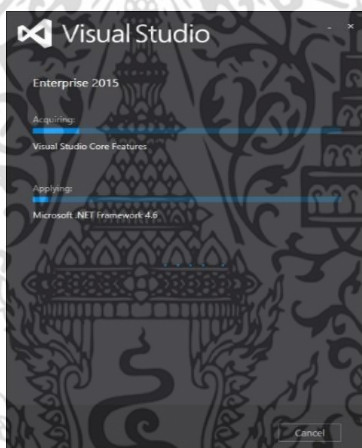 Visual Studio
Enterprise 2015
Acquiring:
Visual Studio Core Features
Applying:
Microsoft .NET Framework 4.6
Cancel